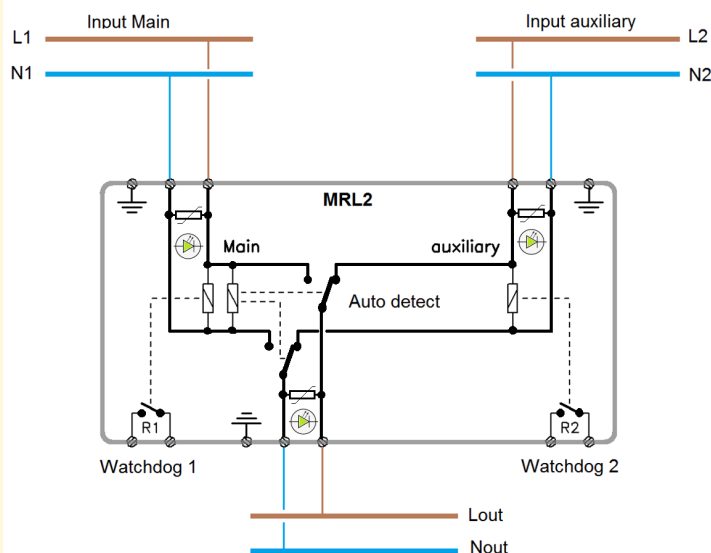 Input Main
Input auxiliary
L1
L2
N1
N2
MRL2
Main
auxiliary
Auto detect
R1
R2
Watchdog 1
Watchdog 2
Lout
Nout